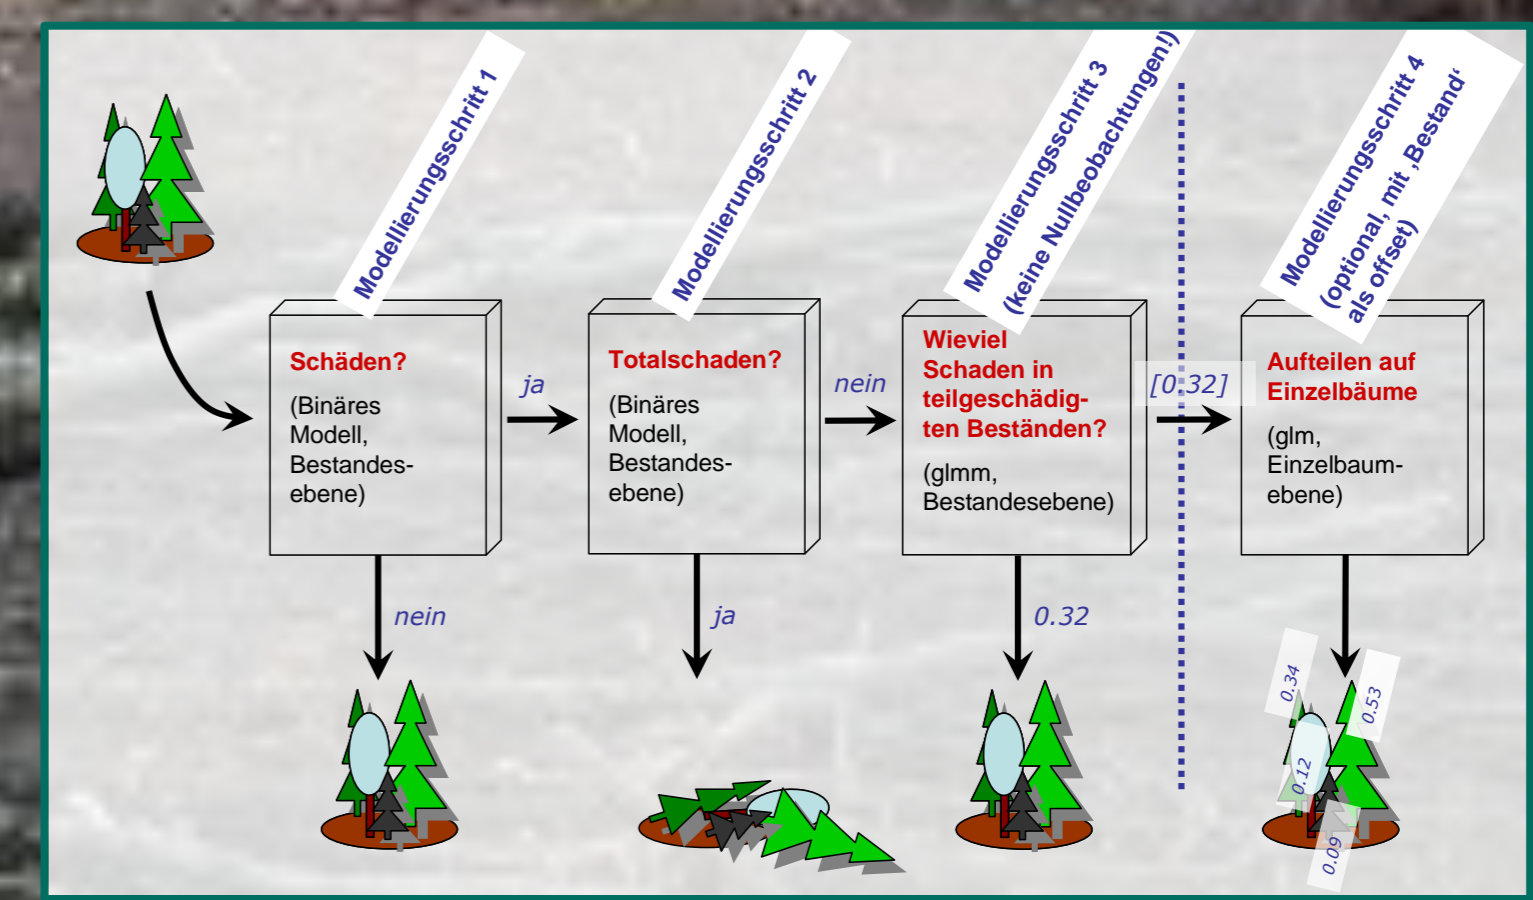 Modellierungsschritt 1
Modellierungsschritt 2
Modellierungsschritt 3
(keine Nullbeobachtungen!)
Modellierungsschritt 4
(optional, mit ‚Bestand‘
als offset)
Schäden?
(Binäres
Modell,
Bestandes-
ebene)
ja
Totalschaden?
(Binäres
Modell,
Bestandes-
ebene)
nein
Wieviel
Schaden in
teilgeschädig-
ten Beständen?
(glmm,
Bestandesebene)
[0.32]
Aufteilen auf
Einzelbäume
(glm,
Einzelbaum-
ebene)
nein
ja
0.32
0.34
0.53
0.12
0.09